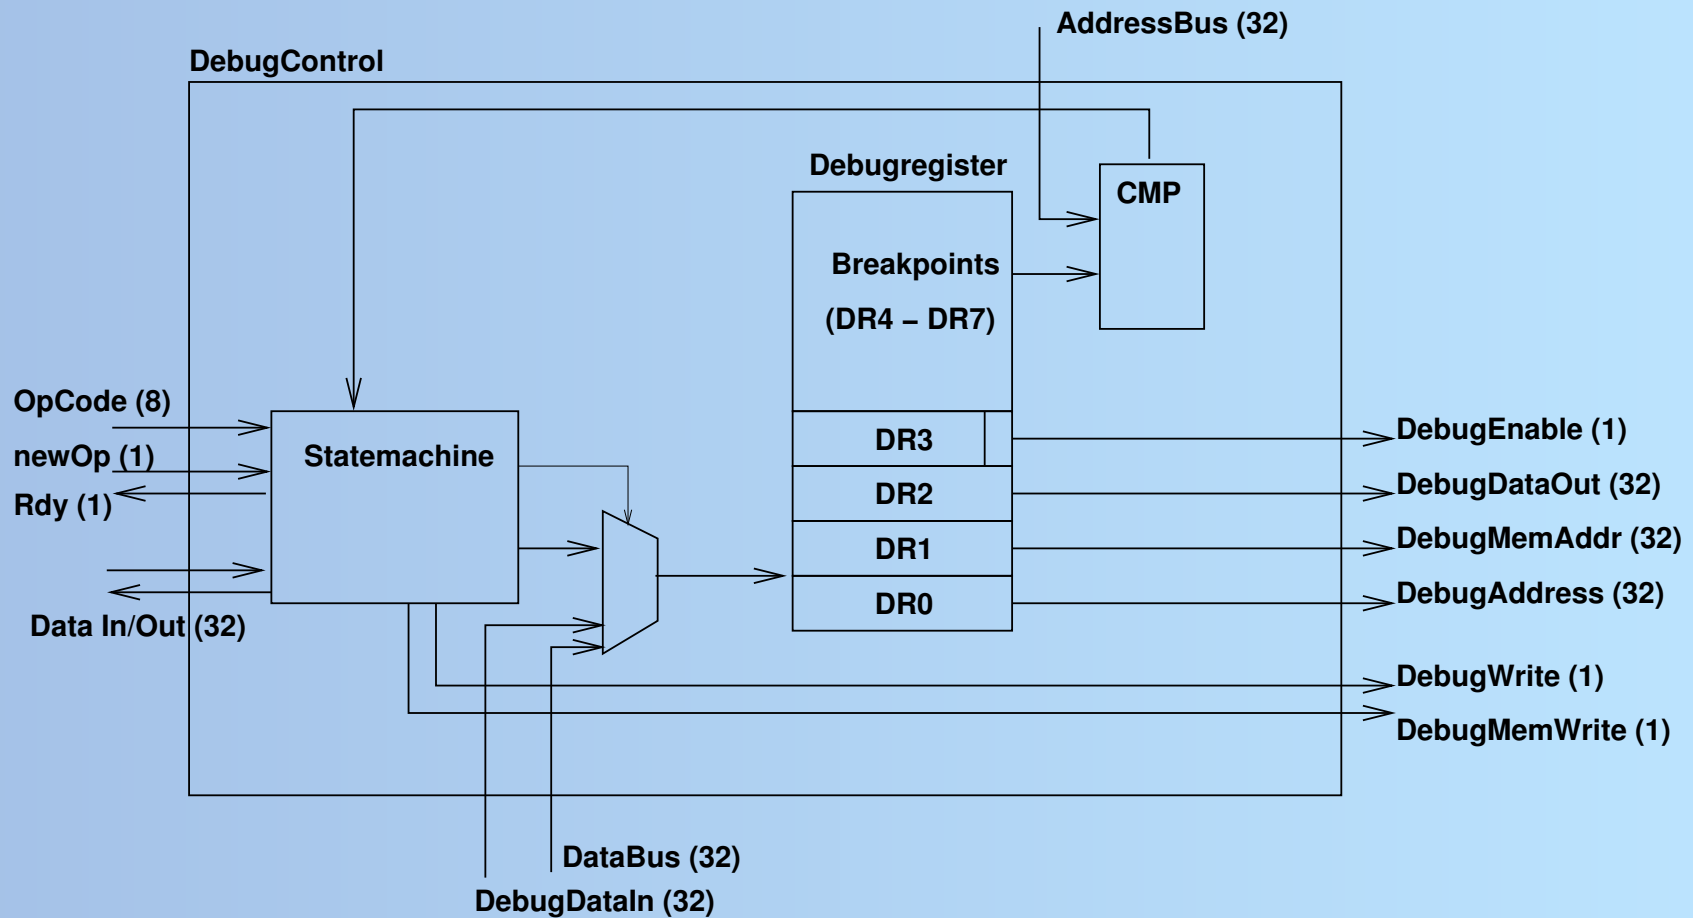 AddressBus (32)
DebugControl
Debugregister
CMP
Breakpoints
(DR4 – DR7)
OpCode (8)
newOp (1)
Rdy (1)
Statemachine
DR3
DR2
DR1
DR0
DebugEnable (1)
DebugDataOut (32)
DebugMemAddr (32)
DebugAddress (32)
Data In/Out (32)
DebugWrite (1)
DebugMemWrite (1)
DataBus (32)
DebugDataIn (32)